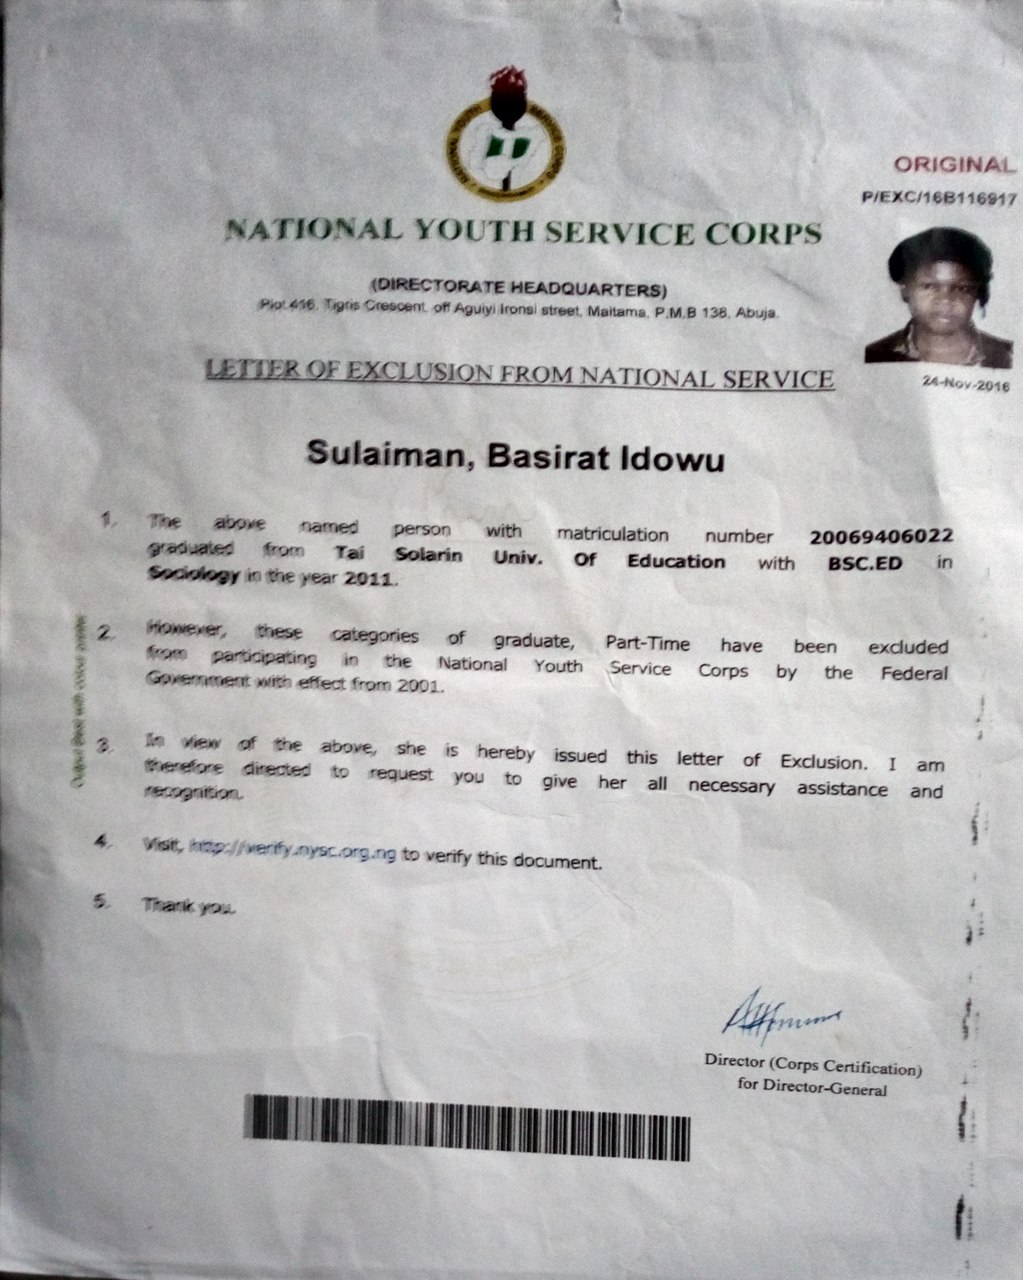 NATIONAL YOUTH SERVICE CORPS
ORIGINAL
P/EXC/16B116917
NATIONAL YOUTH SERVICE CORPS
(DIRECTORATE HEADQUARTERS)
Plot 416, Tigris Crescent, off Aguiyi Ironsi street, Maitama, P.M.B 138, Abuja.
24-Nov-2016
LETTER OF EXCLUSION FROM NATIONAL SERVICE
Sulaiman, Basirat Idowu
1. The above named person with matriculation number 20069406022
graduated from Tai Solarin Univ. Of Education with BSC.ED in
Sociology in the year 2011.
2. However, these categories of graduate, Part-Time have been excluded
from participating in the National Youth Service Corps by the Federal
Government with effect from 2001.
3. In view of the above, she is hereby issued this letter of Exclusion. I am
therefore directed to request you to give her all necessary assistance and
recognition.
4. Visit, http://verify.nysc.org.ng to verify this document.
5. Thank you.
Director (Corps Certification)
for Director-General